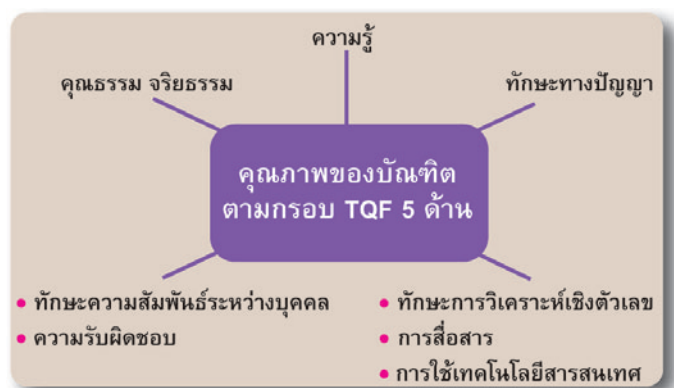 ความรู้
คุณธรรม จริยธรรม
ทักษะทางปัญญา
คุณภาพของบัณฑิต
ตามกรอบ TQF 5 ด้าน
• ทักษะความสัมพันธ์ระหว่างบุคคล
• ความรับผิดชอบ
• ทักษะการวิเคราะห์เชิงตัวเลข
• การสื่อสาร
• การใช้เทคโนโลยีสารสนเทศ